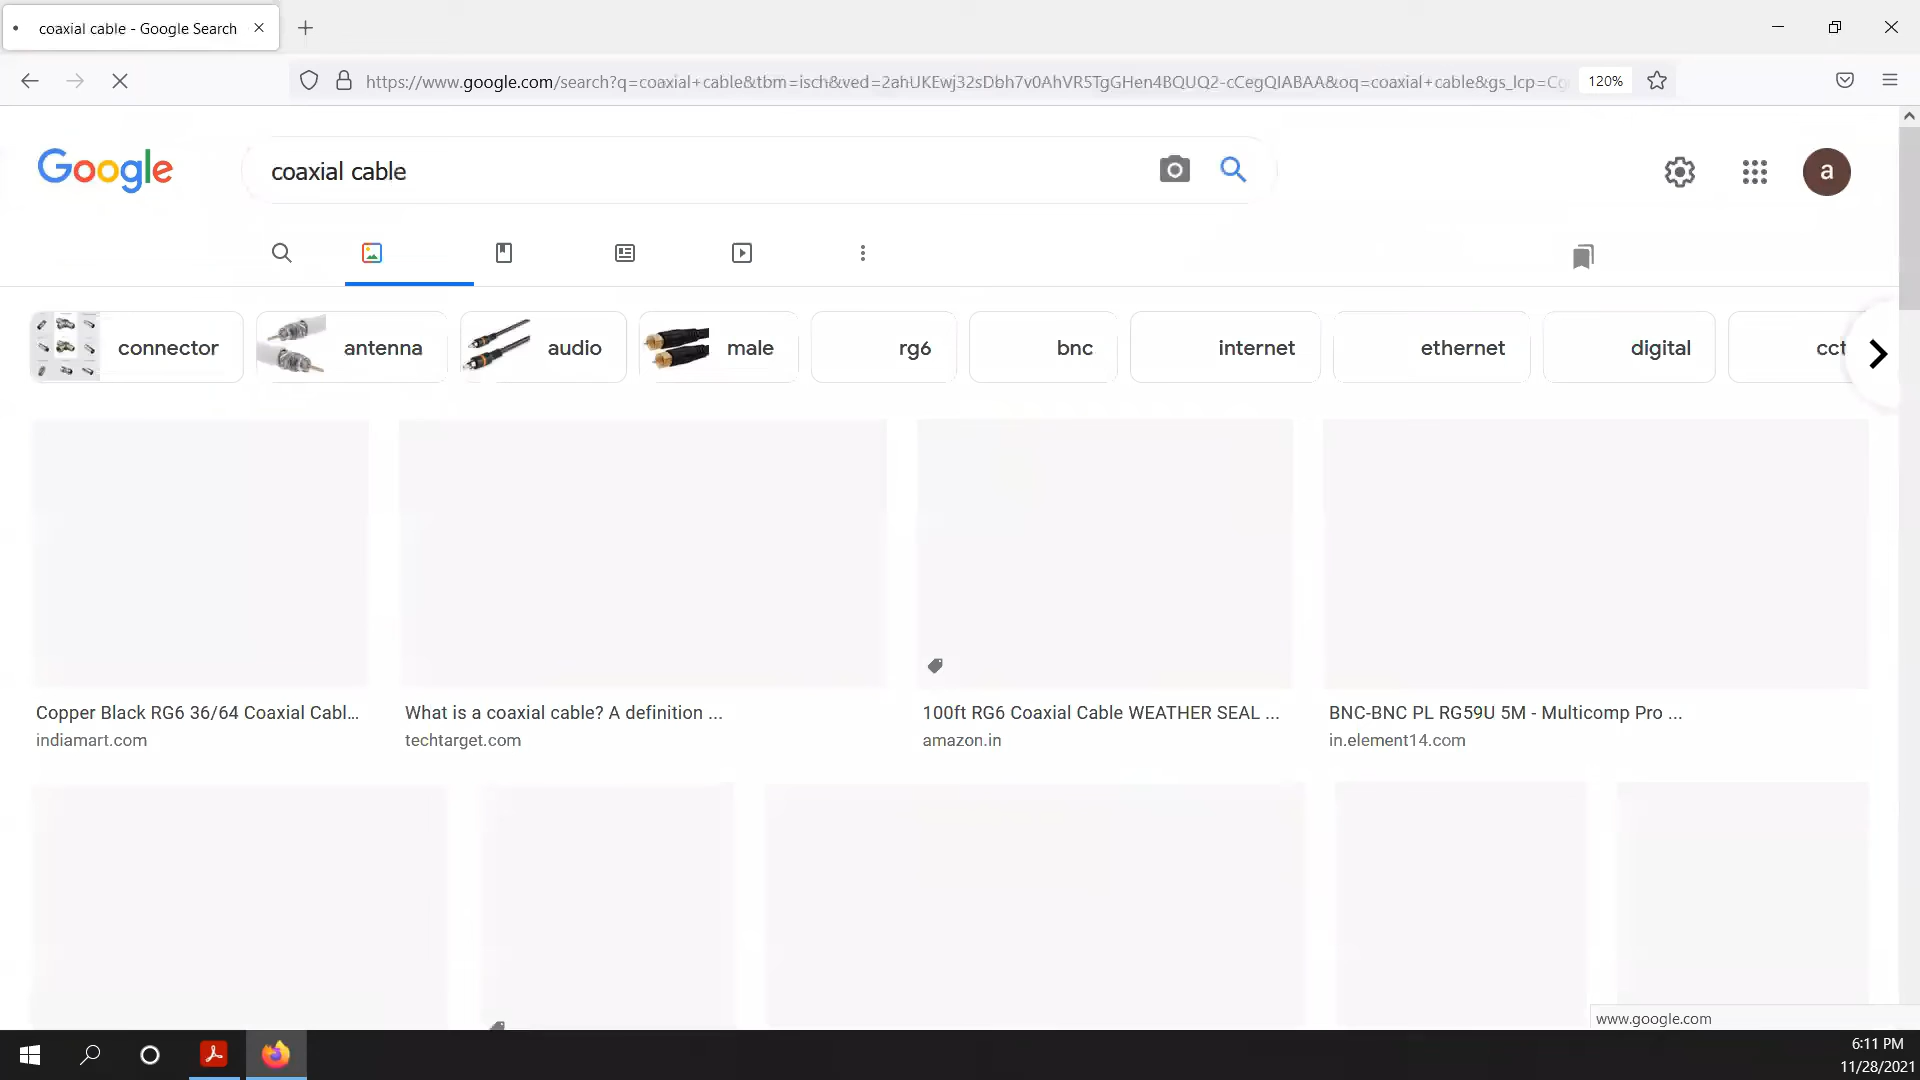 coaxial cable - Google Search
https://www.google.com/search?q=coaxial+cable&tbm=isch&ved=2ahUKEwj32sDbh7v0AhVR5TgGHen4BQUQ2-cCegQIABAA&oq=coaxial+cable&gs_lcp=Cg
120%
Google
coaxial cable
a
connector
antenna
audio
male
rg6
bnc
internet
ethernet
digital
cct
Copper Black RG6 36/64 Coaxial Cabl...
indiamart.com
What is a coaxial cable? A definition ...
techtarget.com
100ft RG6 Coaxial Cable WEATHER SEAL ...
amazon.in
BNC-BNC PL RG59U 5M - Multicomp Pro ...
in.element14.com
www.google.com
6:11 PM
11/28/2021